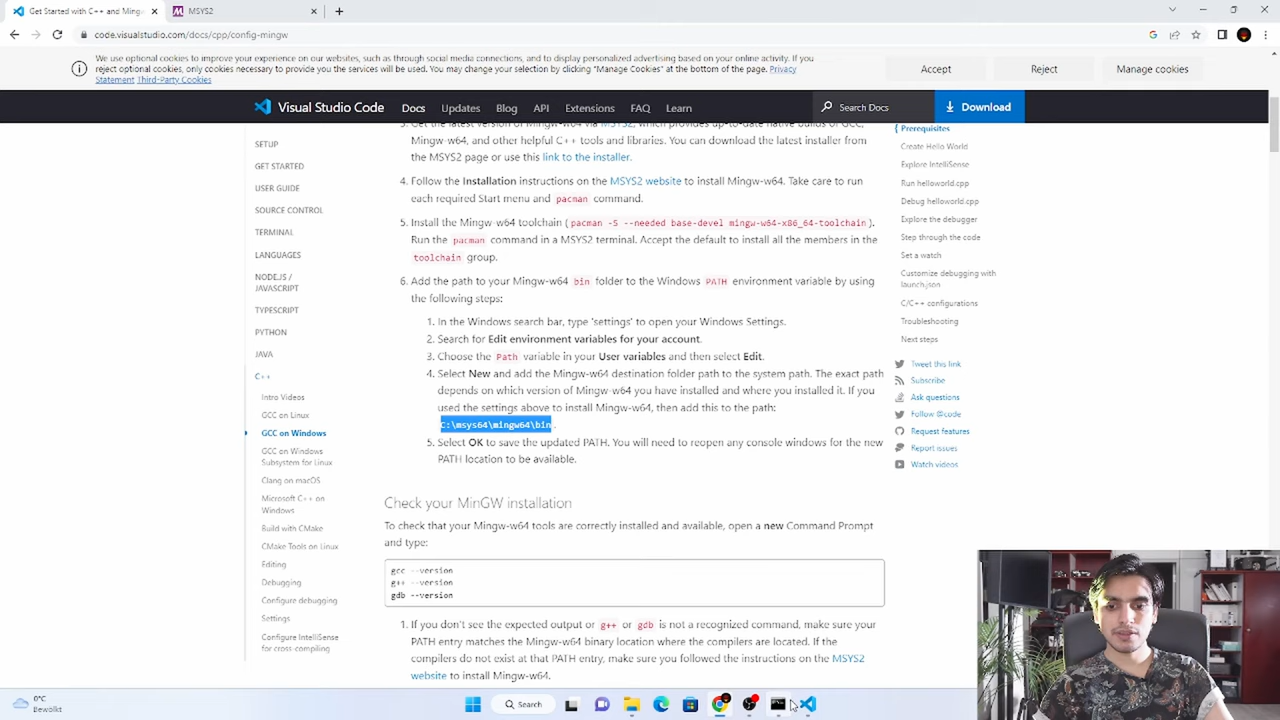 Get Started with C++ and Mingw
MSYS2
code.visualstudio.com/docs/cpp/config-mingw
We use optional cookies to improve your experience on our websites, such as through social media connections, and to display personalized advertising based on your online activity. If you
reject optional cookies, only cookies necessary to provide you the services will be used. You may change your selection by clicking "Manage Cookies" at the bottom of the page. Privacy
Statement Third-Party Cookies
Accept
Reject
Manage cookies
Visual Studio Code
Docs
Updates
Blog
API
Extensions
FAQ
Learn
Search Docs
Download
SETUP
GET STARTED
USER GUIDE
SOURCE CONTROL
TERMINAL
LANGUAGES
NODE.JS /
JAVASCRIPT
TYPESCRIPT
PYTHON
JAVA
C++
Intro Videos
GCC on Linux
GCC on Windows
GCC on Windows
Subsystem for Linux
Clang on macOS
Microsoft C++ on
Windows
Build with CMake
CMake Tools on Linux
Editing
Debugging
Configure debugging
Settings
Configure IntelliSense
for cross-compiling
3. Get the latest version of Mingw-w64 via MSYS2, which provides up-to-date native builds of GCC,
Mingw-w64, and other helpful C++ tools and libraries. You can download the latest installer from
the MSYS2 page or use this link to the installer.
4. Follow the Installation instructions on the MSYS2 website to install Mingw-w64. Take care to run
each required Start menu and pacman command.
5. Install the Mingw-w64 toolchain ( pacman -S --needed base-devel mingw-w64-x86_64-toolchain ).
Run the pacman command in a MSYS2 terminal. Accept the default to install all the members in the
toolchain group.
6. Add the path to your Mingw-w64 bin folder to the Windows PATH environment variable by using
the following steps:
1. In the Windows search bar, type 'settings' to open your Windows Settings.
2. Search for Edit environment variables for your account.
3. Choose the Path variable in your User variables and then select Edit.
4. Select New and add the Mingw-w64 destination folder path to the system path. The exact path
depends on which version of Mingw-w64 you have installed and where you installed it. If you
used the settings above to install Mingw-w64, then add this to the path:
C:\msys64\mingw64\bin.
5. Select OK to save the updated PATH. You will need to reopen any console windows for the new
PATH location to be available.
Check your MinGW installation
To check that your Mingw-w64 tools are correctly installed and available, open a new Command Prompt
and type:
gcc --version
g++ --version
gdb --version
1. If you don't see the expected output or g++ or gdb is not a recognized command, make sure your
PATH entry matches the Mingw-w64 binary location where the compilers are located. If the
compilers do not exist at that PATH entry, make sure you followed the instructions on the MSYS2
website to install Mingw-w64.
Prerequisites
Create Hello World
Explore IntelliSense
Run helloworld.cpp
Debug helloworld.cpp
Explore the debugger
Step through the code
Set a watch
Customize debugging with
launch.json
C/C++ configurations
Troubleshooting
Next steps
Tweet this link
Subscribe
Ask questions
Follow @code
Request features
Report issues
Watch videos
0°C
Bewölkt
Search